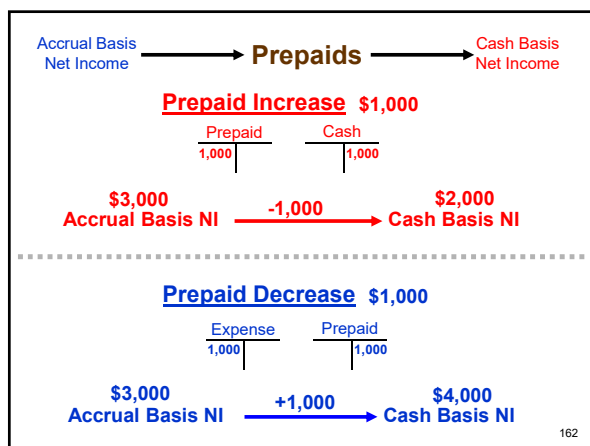 Accrual Basis
Net Income
Prepaids
Cash Basis
Net Income
Prepaid Increase $1,000
Prepaid Cash
1,000 1,000
$3,000 -1,000 $2,000
Accrual Basis NI Cash Basis NI
Prepaid Decrease $1,000
Expense Prepaid
1,000 1,000
$3,000 +1,000 $4,000
Accrual Basis NI Cash Basis NI
162